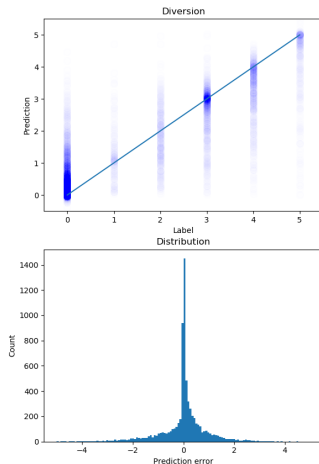 Diversion
5
4
3
2
1
0
Prediction
0 1 2 3 4 5
Label
Distribution
1400
1200
1000
800
600
400
200
0
Count
−4 −2 0 2 4
Prediction error